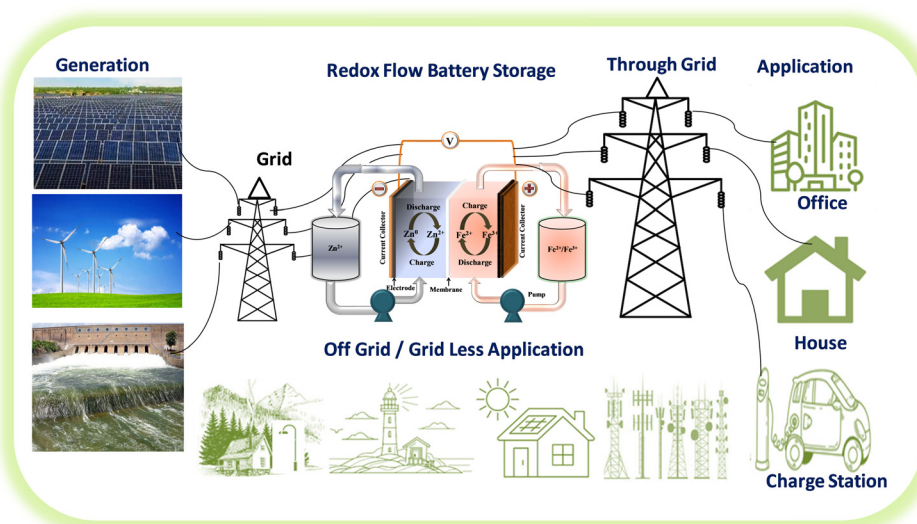 Generation
Redox Flow Battery Storage
Through Grid
Application
Grid
V
Office
Current Collector
Discharge
Zn⁰ Zn²⁺
Charge
Charge
Fe²⁺ Fe³⁺
Discharge
Current Collector
Zn²⁺
Fe²⁺/Fe³⁺
Electrode
Membrane
Pump
House
Off Grid / Grid Less Application
Charge Station